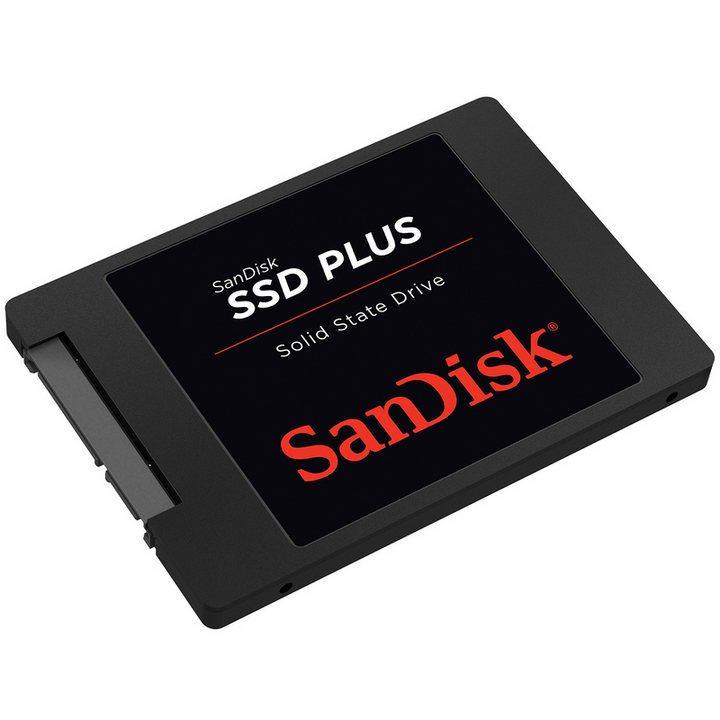 SanDisk
SSD PLUS
Solid State Drive
SanDisk®